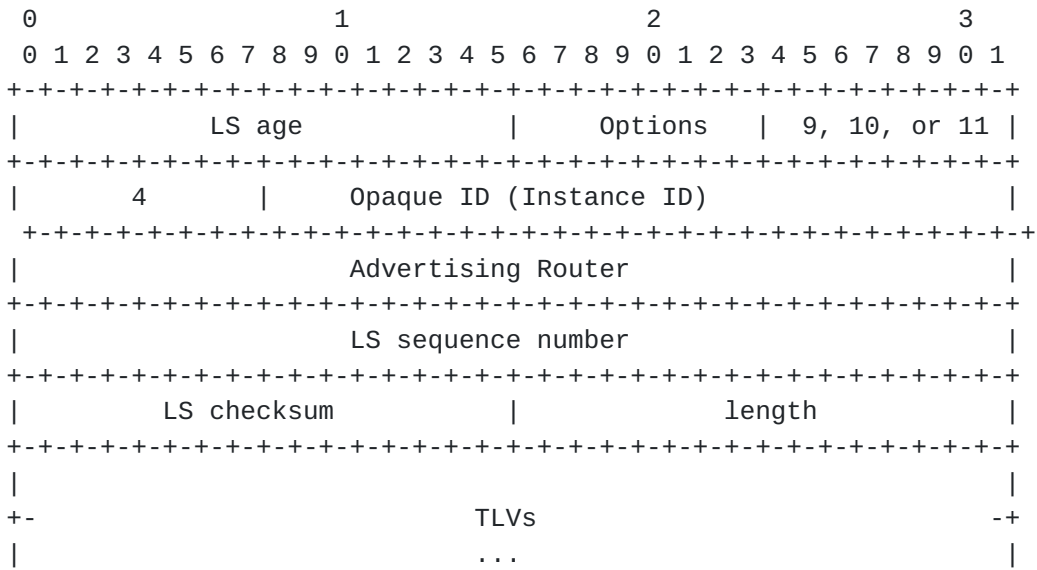 0                   1                   2                   3
 0 1 2 3 4 5 6 7 8 9 0 1 2 3 4 5 6 7 8 9 0 1 2 3 4 5 6 7 8 9 0 1
+-+-+-+-+-+-+-+-+-+-+-+-+-+-+-+-+-+-+-+-+-+-+-+-+-+-+-+-+-+-+-+-+
|            LS age             |     Options   |  9, 10, or 11 |
+-+-+-+-+-+-+-+-+-+-+-+-+-+-+-+-+-+-+-+-+-+-+-+-+-+-+-+-+-+-+-+-+
|       4       |     Opaque ID (Instance ID)                   |
 +-+-+-+-+-+-+-+-+-+-+-+-+-+-+-+-+-+-+-+-+-+-+-+-+-+-+-+-+-+-+-+-+
|                     Advertising Router                        |
+-+-+-+-+-+-+-+-+-+-+-+-+-+-+-+-+-+-+-+-+-+-+-+-+-+-+-+-+-+-+-+-+
|                     LS sequence number                        |
+-+-+-+-+-+-+-+-+-+-+-+-+-+-+-+-+-+-+-+-+-+-+-+-+-+-+-+-+-+-+-+-+
|         LS checksum           |             length            |
+-+-+-+-+-+-+-+-+-+-+-+-+-+-+-+-+-+-+-+-+-+-+-+-+-+-+-+-+-+-+-+-+
|                                                               |
+-                            TLVs                             -+
|                             ...                               |